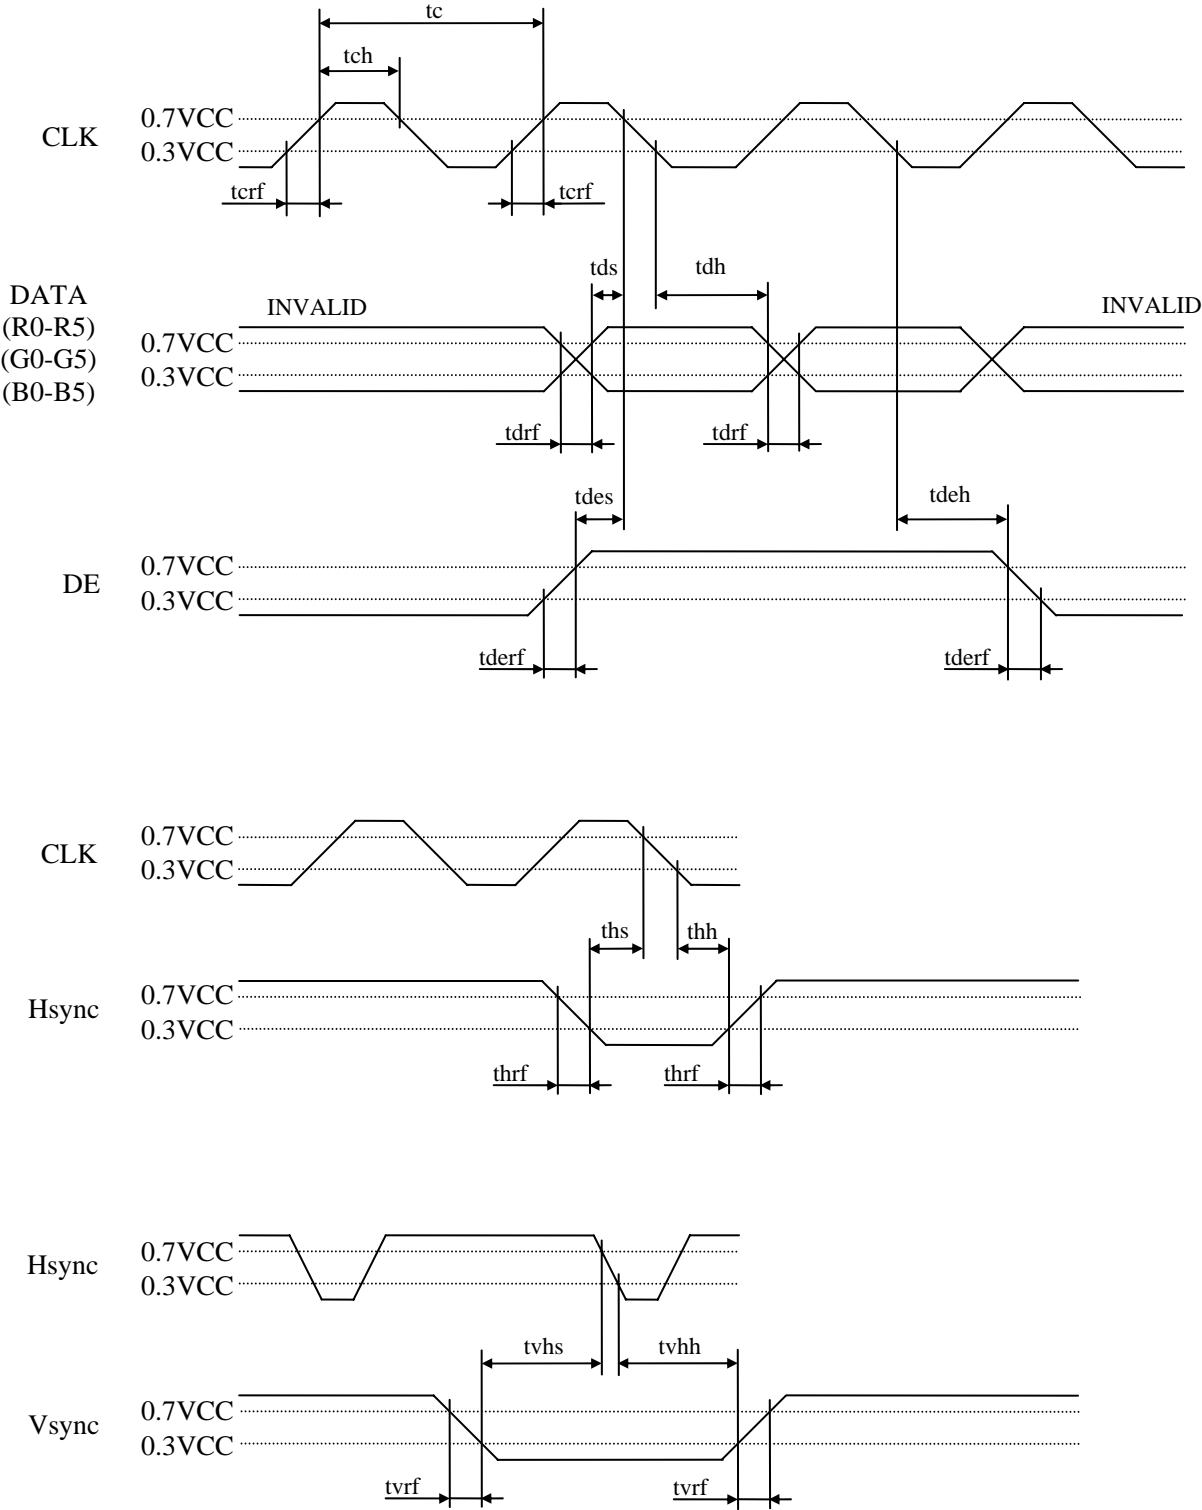 tc
tch
CLK
0.7VCC
0.3VCC
tcrf
tcrf
tds
tdh
DATA
(R0-R5)
(G0-G5)
(B0-B5)
INVALID
INVALID
0.7VCC
0.3VCC
tdrf
tdrf
tdes
tdeh
DE
0.7VCC
0.3VCC
tderf
tderf
CLK
0.7VCC
0.3VCC
ths
thh
Hsync
0.7VCC
0.3VCC
thrf
thrf
Hsync
0.7VCC
0.3VCC
tvhs
tvhh
Vsync
0.7VCC
0.3VCC
tvrf
tvrf